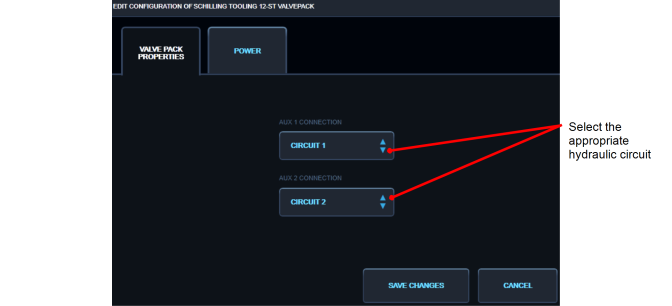 EDIT CONFIGURATION OF SCHILLING TOOLING 12-ST VALVEPACK
VALVE PACK
PROPERTIES
POWER
AUX 1 CONNECTION
CIRCUIT 1
AUX 2 CONNECTION
CIRCUIT 2
Select the
appropriate
hydraulic circuit
SAVE CHANGES
CANCEL